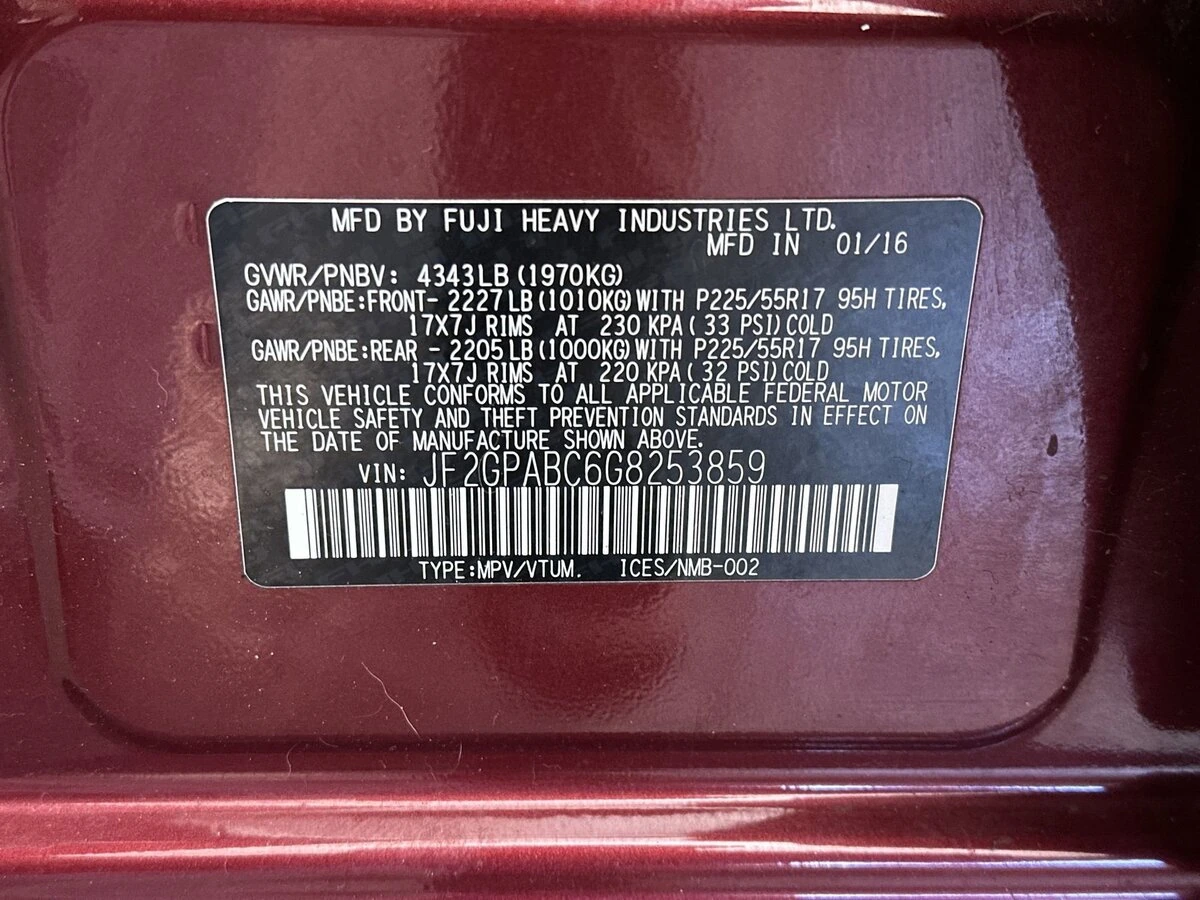 MFD BY FUJI HEAVY INDUSTRIES LTD.
MFD IN 01/16
GVWR/PNBV: 4343LB (1970KG)
GAWR/PNBE:FRONT- 2227LB (1010KG) WITH P225/55R17 95H TIRES,
17X7J RIMS AT 230 KPA ( 33 PSI) COLD
GAWR/PNBE:REAR - 2205LB (1000KG) WITH P225/55R17 95H TIRES,
17X7J RIMS AT 220 KPA ( 32 PSI) COLD
THIS VEHICLE CONFORMS TO ALL APPLICABLE FEDERAL MOTOR
VEHICLE SAFETY AND THEFT PREVENTION STANDARDS IN EFFECT ON
THE DATE OF MANUFACTURE SHOWN ABOVE.
VIN: JF2GPABC6G8253859
TYPE:MPV/VTUM. ICES/NMB-002